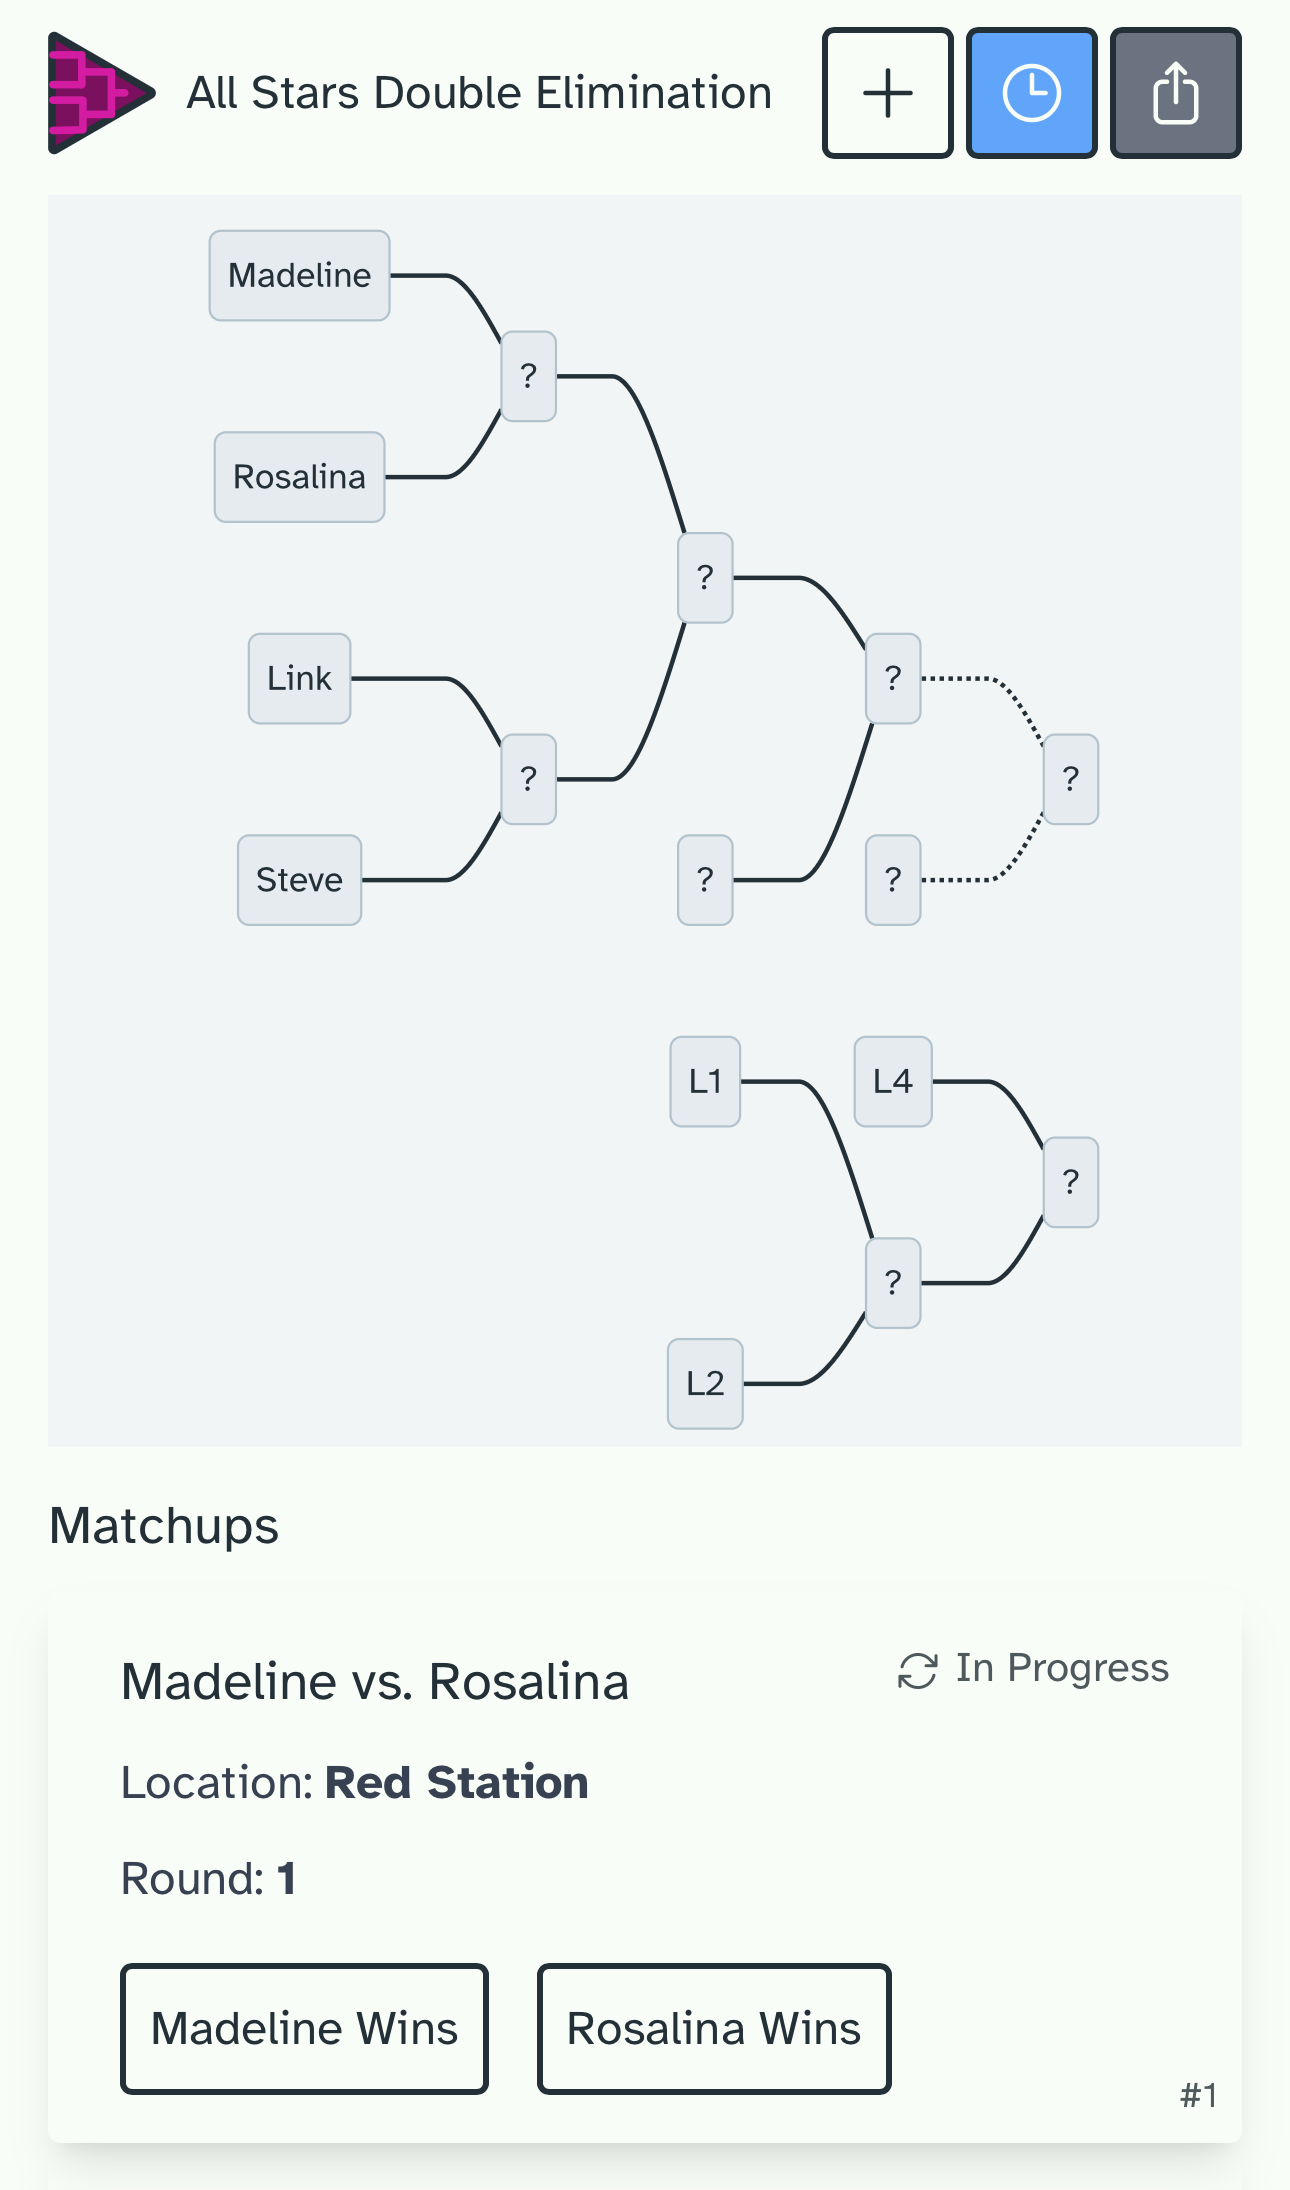 All Stars Double Elimination
Madeline
?
Rosalina
?
Link
?
?
?
Steve
?
?
?
L1
L4
?
?
L2
Matchups
Madeline vs. Rosalina
In Progress
Location: Red Station
Round: 1
Madeline Wins
Rosalina Wins
#1